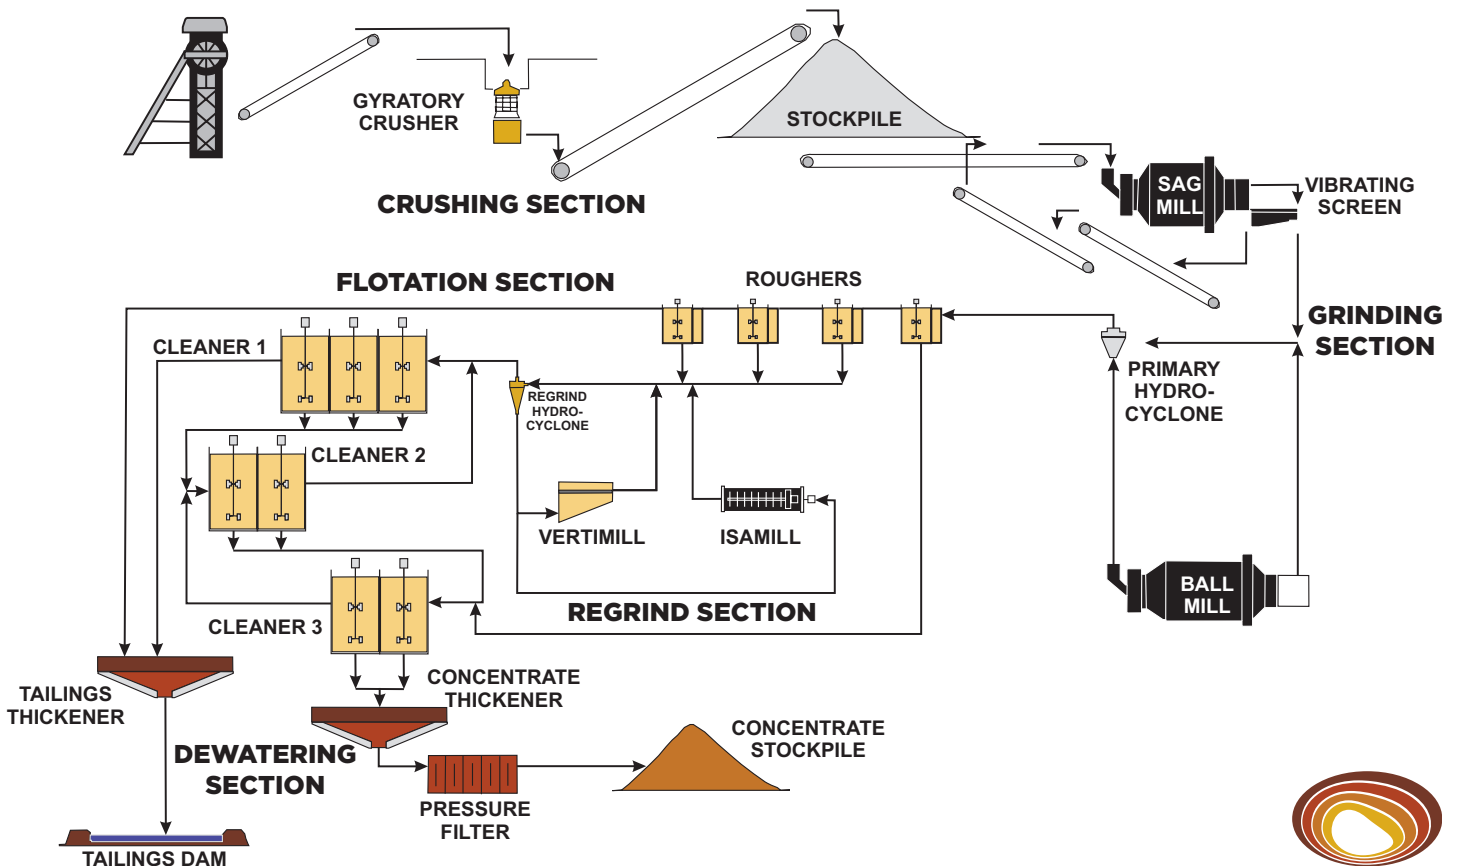 GYRATORY
CRUSHER
STOCKPILE
CRUSHING SECTION
SAG
MILL
VIBRATING
SCREEN
FLOTATION SECTION
ROUGHERS
GRINDING
SECTION
CLEANER 1
PRIMARY
HYDRO-
CYCLONE
REGRIND
HYDRO-
CYCLONE
CLEANER 2
VERTIMILL
ISAMILL
BALL
MILL
REGRIND SECTION
CLEANER 3
CONCENTRATE
THICKENER
TAILINGS
THICKENER
DEWATERING
SECTION
CONCENTRATE
STOCKPILE
PRESSURE
FILTER
TAILINGS DAM